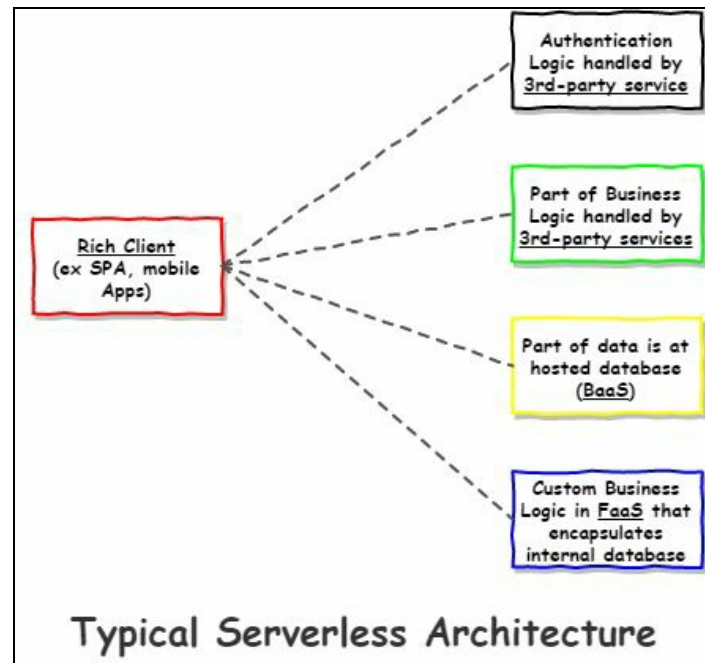 Authentication
Logic handled by
3rd-party service
Part of Business
Logic handled by
3rd-party services
Rich Client
(ex SPA, mobile
Apps)
Part of data is at
hosted database
(BaaS)
Custom Business
Logic in FaaS that
encapsulates
internal database
Typical Serverless Architecture